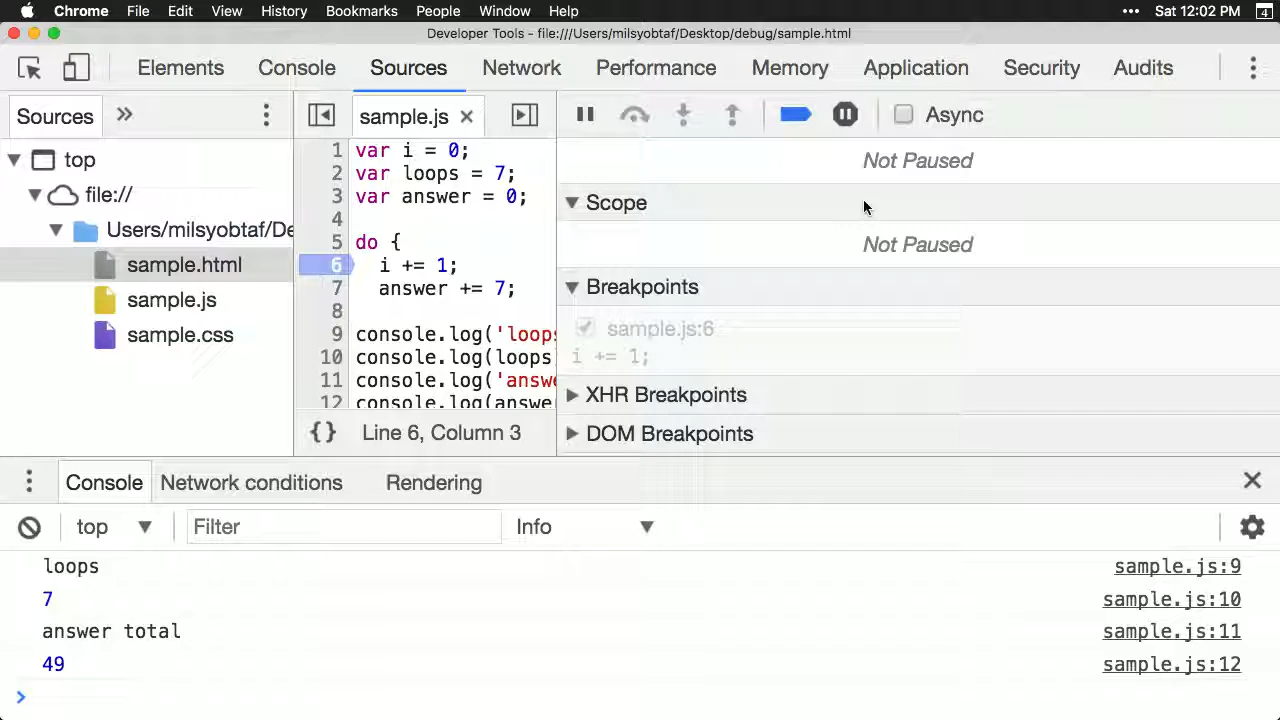 Chrome File Edit View History Bookmarks People Window Help ••• Sat 12:02 PM 4
Developer Tools - file:///Users/milsyobtaf/Desktop/debug/sample.html
Elements Console Sources Network Performance Memory Application Security Audits
Sources » sample.js × Async
top
file://
Users/milsyobtaf/De
sample.html
sample.js
sample.css
1 var i = 0;
2 var loops = 7;
3 var answer = 0;
4
5 do {
6 i += 1;
7 answer += 7;
8
9 console.log('loops
10 console.log(loops
11 console.log('answe
12 console.log(answer
{} Line 6, Column 3
Not Paused
Scope
Not Paused
Breakpoints
sample.js:6
i += 1;
XHR Breakpoints
DOM Breakpoints
Console Network conditions Rendering
top Filter Info
loops sample.js:9
7 sample.js:10
answer total sample.js:11
49 sample.js:12
>